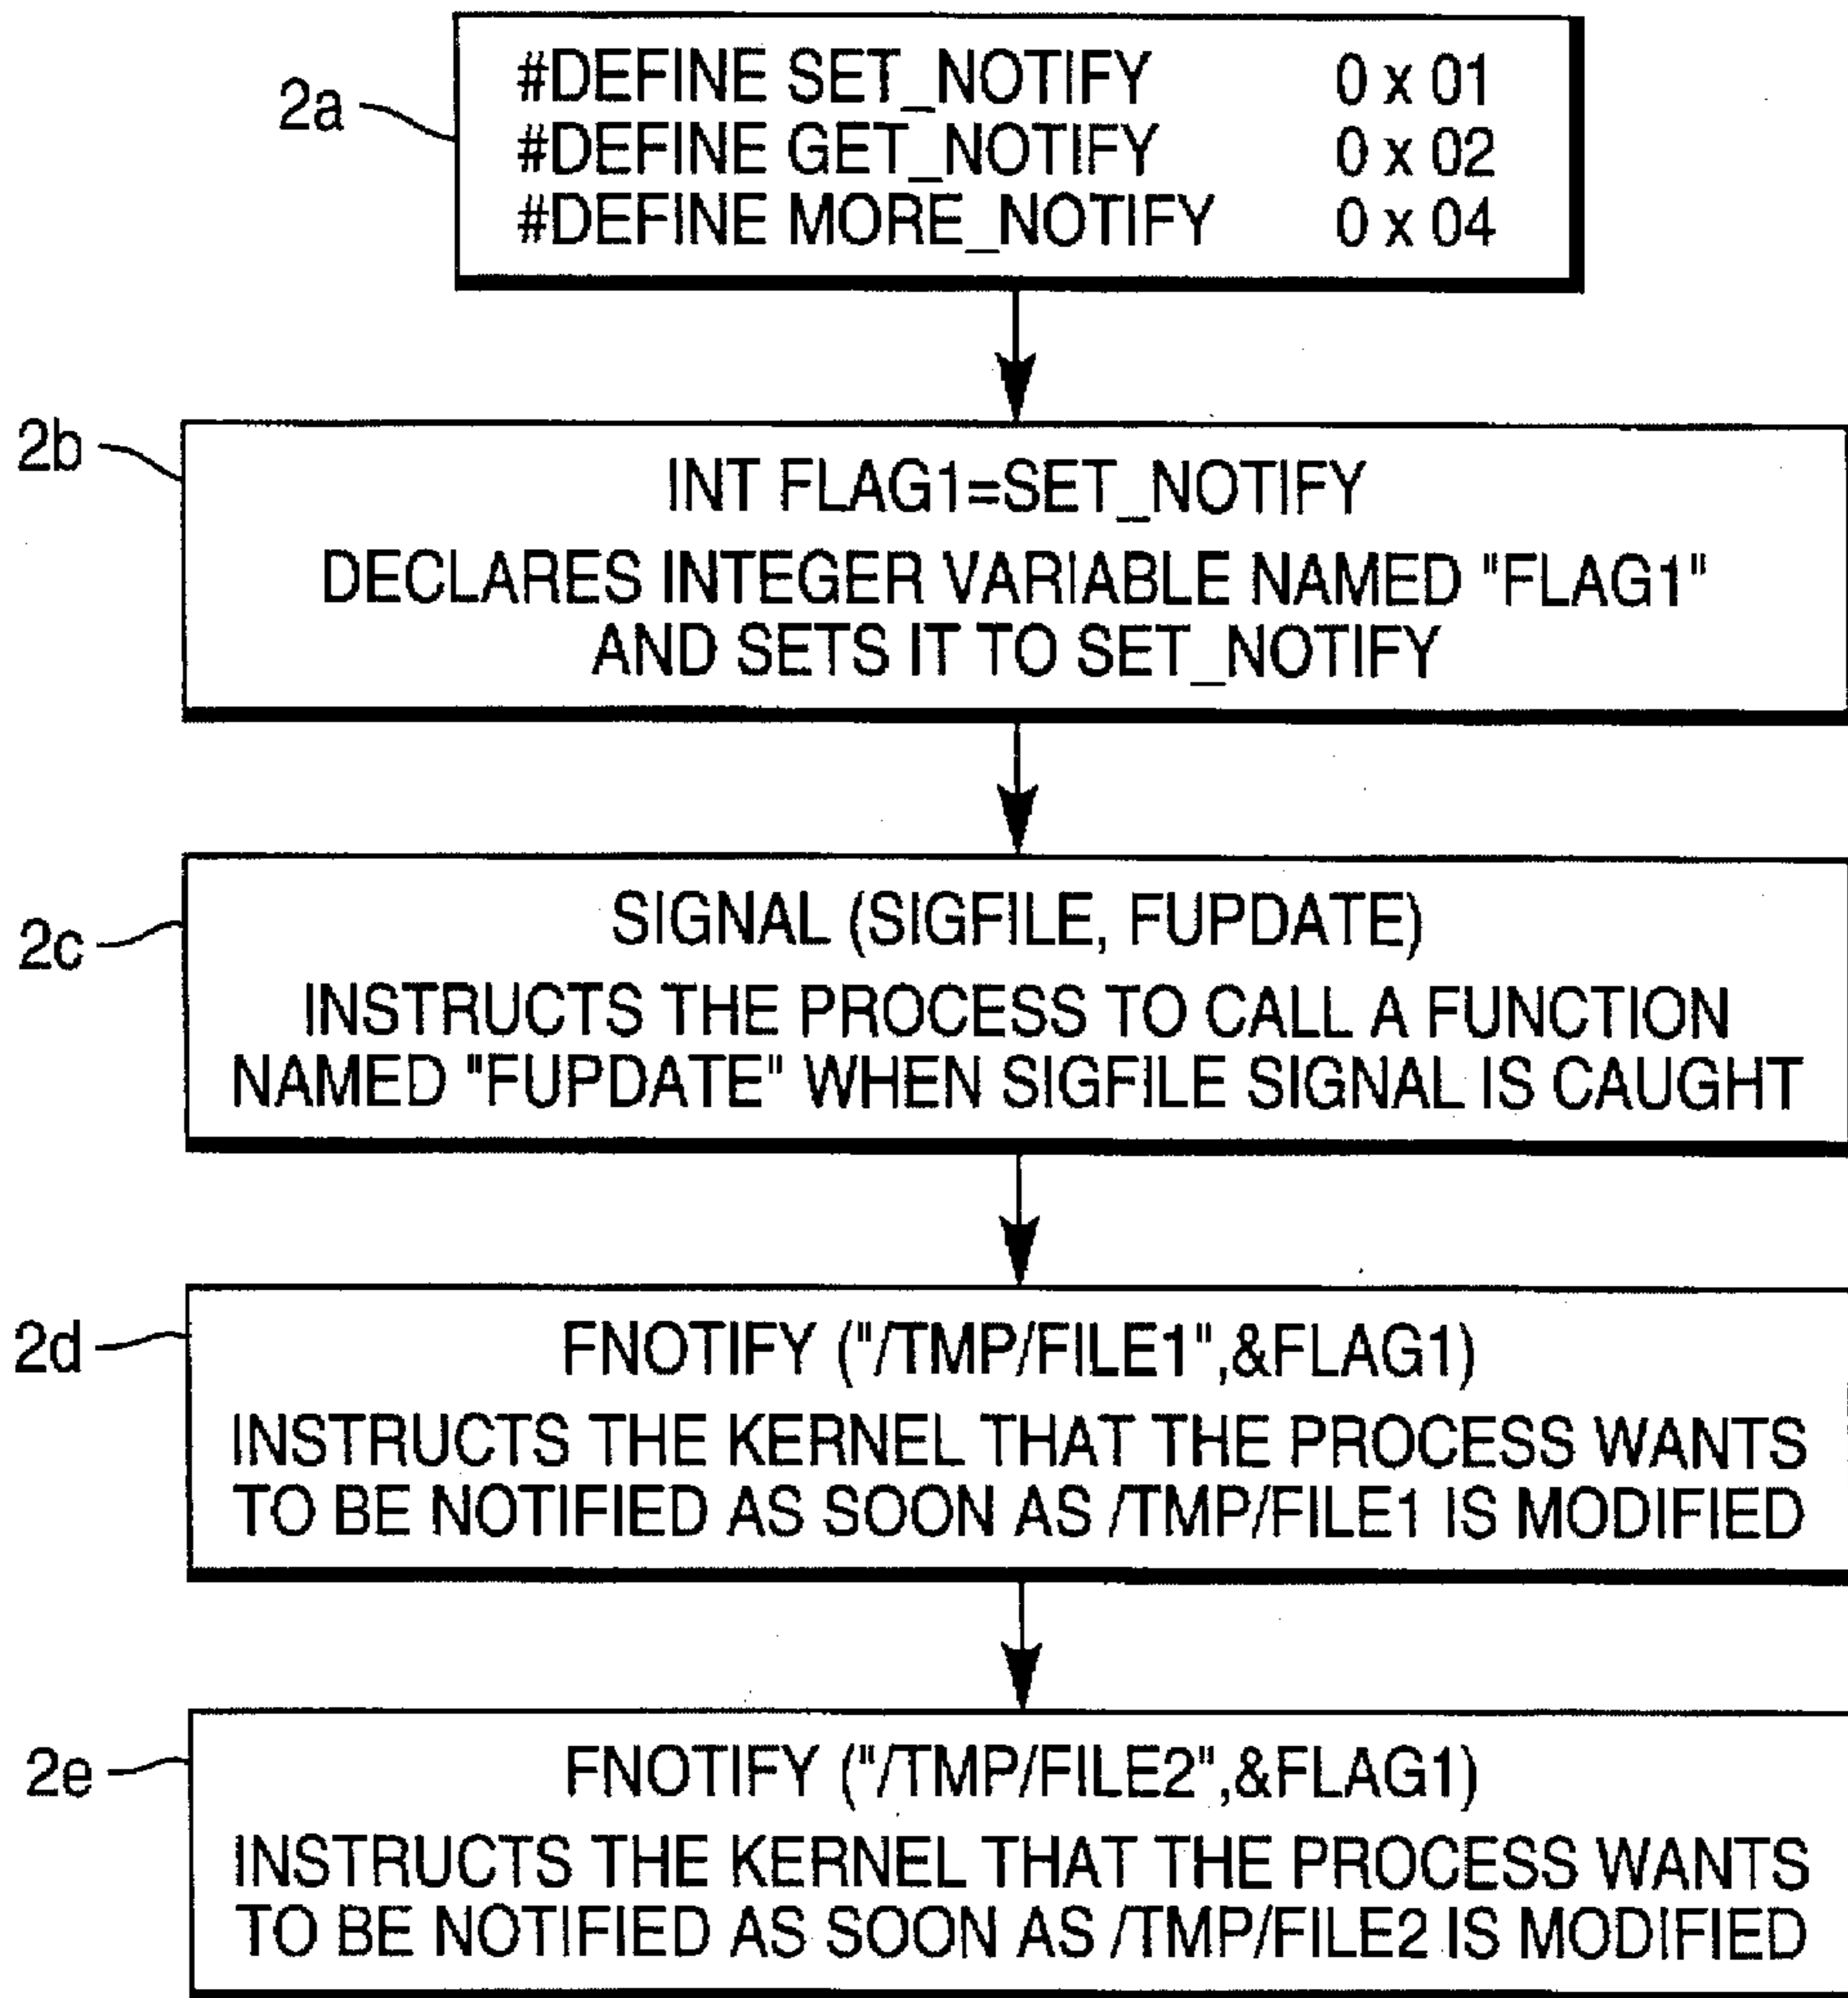 2a
#DEFINE SET_NOTIFY 0 x 01
#DEFINE GET_NOTIFY 0 x 02
#DEFINE MORE_NOTIFY 0 x 04
2b
INT FLAG1=SET_NOTIFY
DECLARES INTEGER VARIABLE NAMED "FLAG1"
AND SETS IT TO SET_NOTIFY
2c
SIGNAL (SIGFILE, FUPDATE)
INSTRUCTS THE PROCESS TO CALL A FUNCTION
NAMED "FUPDATE" WHEN SIGFILE SIGNAL IS CAUGHT
2d
FNOTIFY ("/TMP/FILE1",&FLAG1)
INSTRUCTS THE KERNEL THAT THE PROCESS WANTS
TO BE NOTIFIED AS SOON AS /TMP/FILE1 IS MODIFIED
2e
FNOTIFY ("/TMP/FILE2",&FLAG1)
INSTRUCTS THE KERNEL THAT THE PROCESS WANTS
TO BE NOTIFIED AS SOON AS /TMP/FILE2 IS MODIFIED